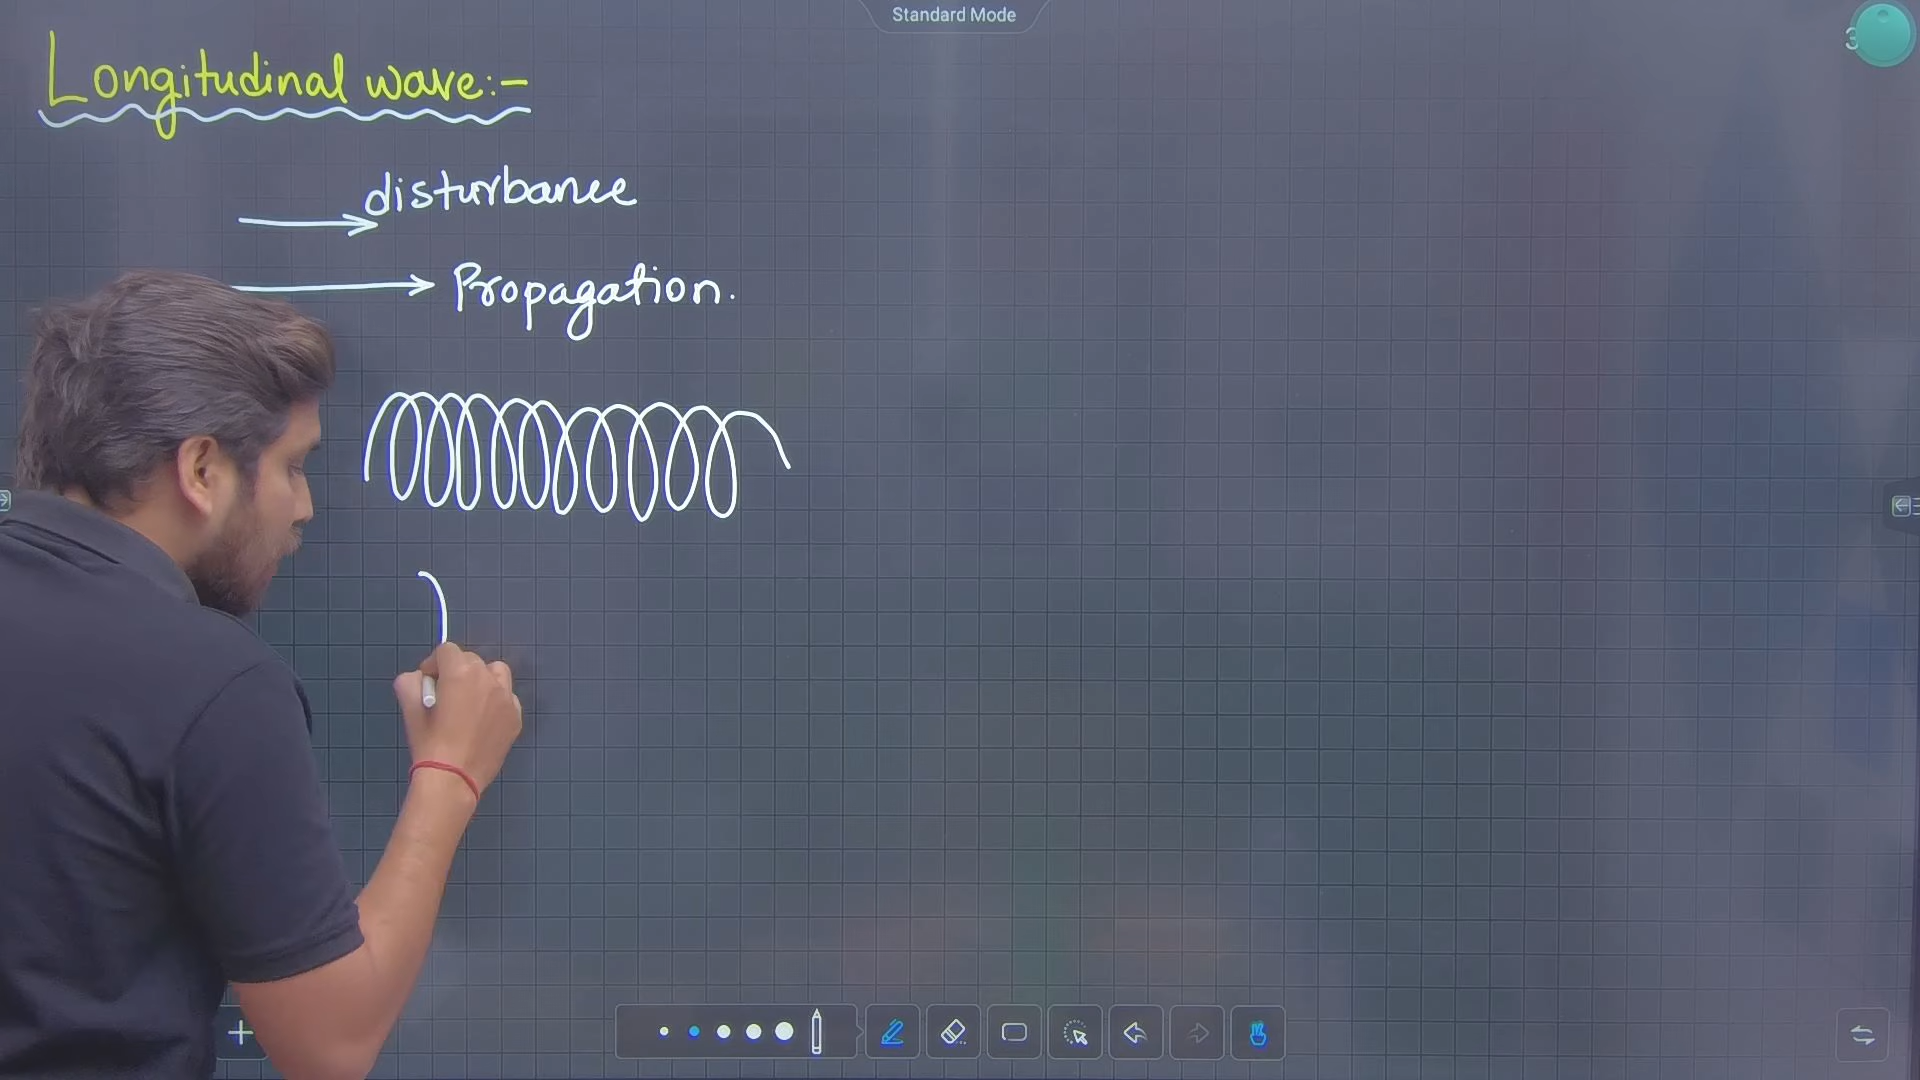 Standard Mode
Longitudinal wave:-
disturbance
Propagation.